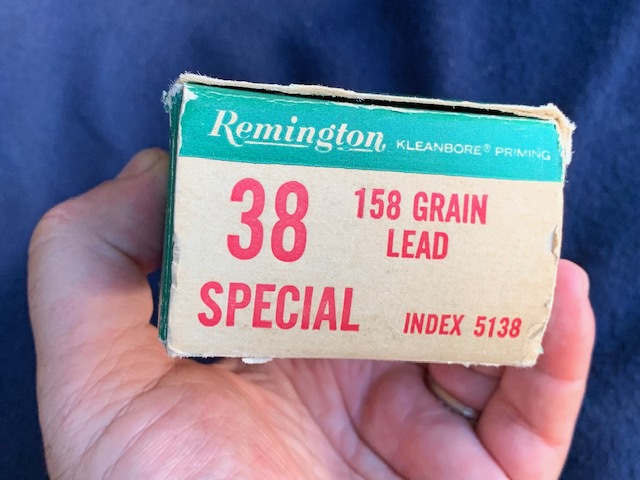 Remington KLEANBORE® PRIMING
38
158 GRAIN
LEAD
SPECIAL
INDEX 5138